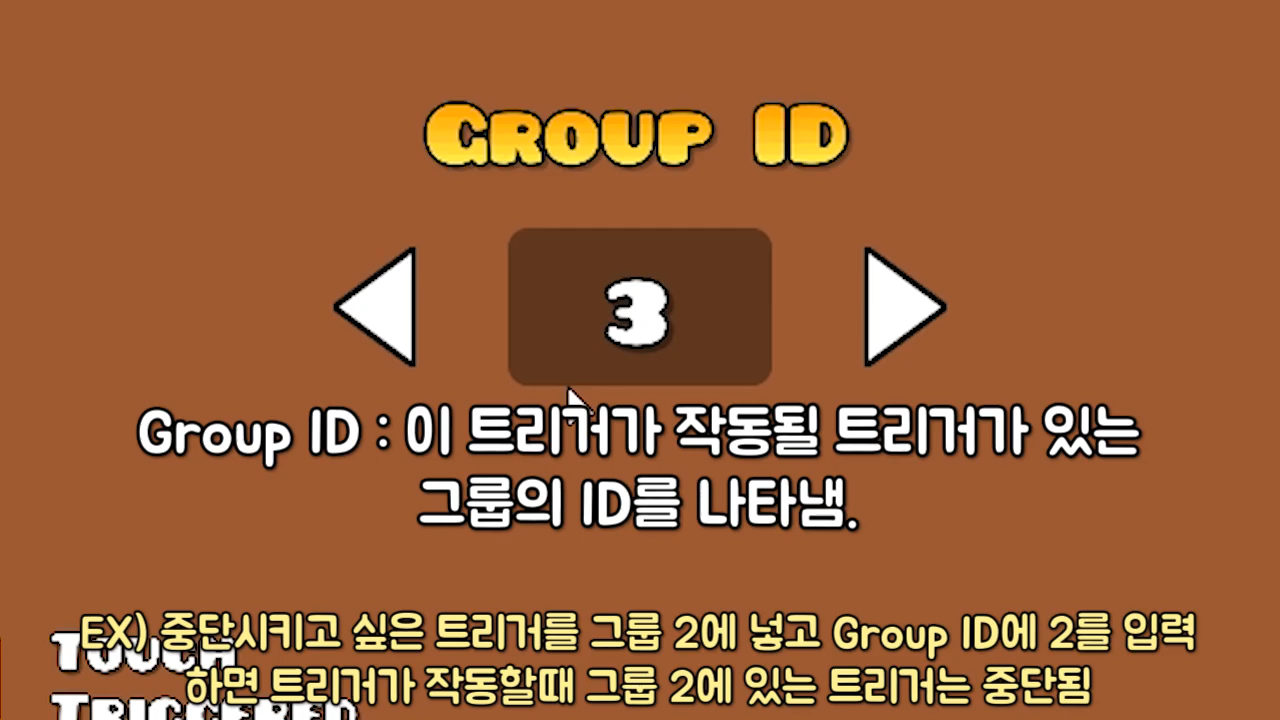 GROUP ID
3
Group ID : 이 트리거가 작동될 트리거가 있는
그룹의 ID를 나타냄.
EX) 중단시키고 싶은 트리거를 그룹 2에 넣고 Group ID에 2를 입력
하면 트리거가 작동할때 그룹 2에 있는 트리거는 중단됨
TOUCH
TRIGGERED